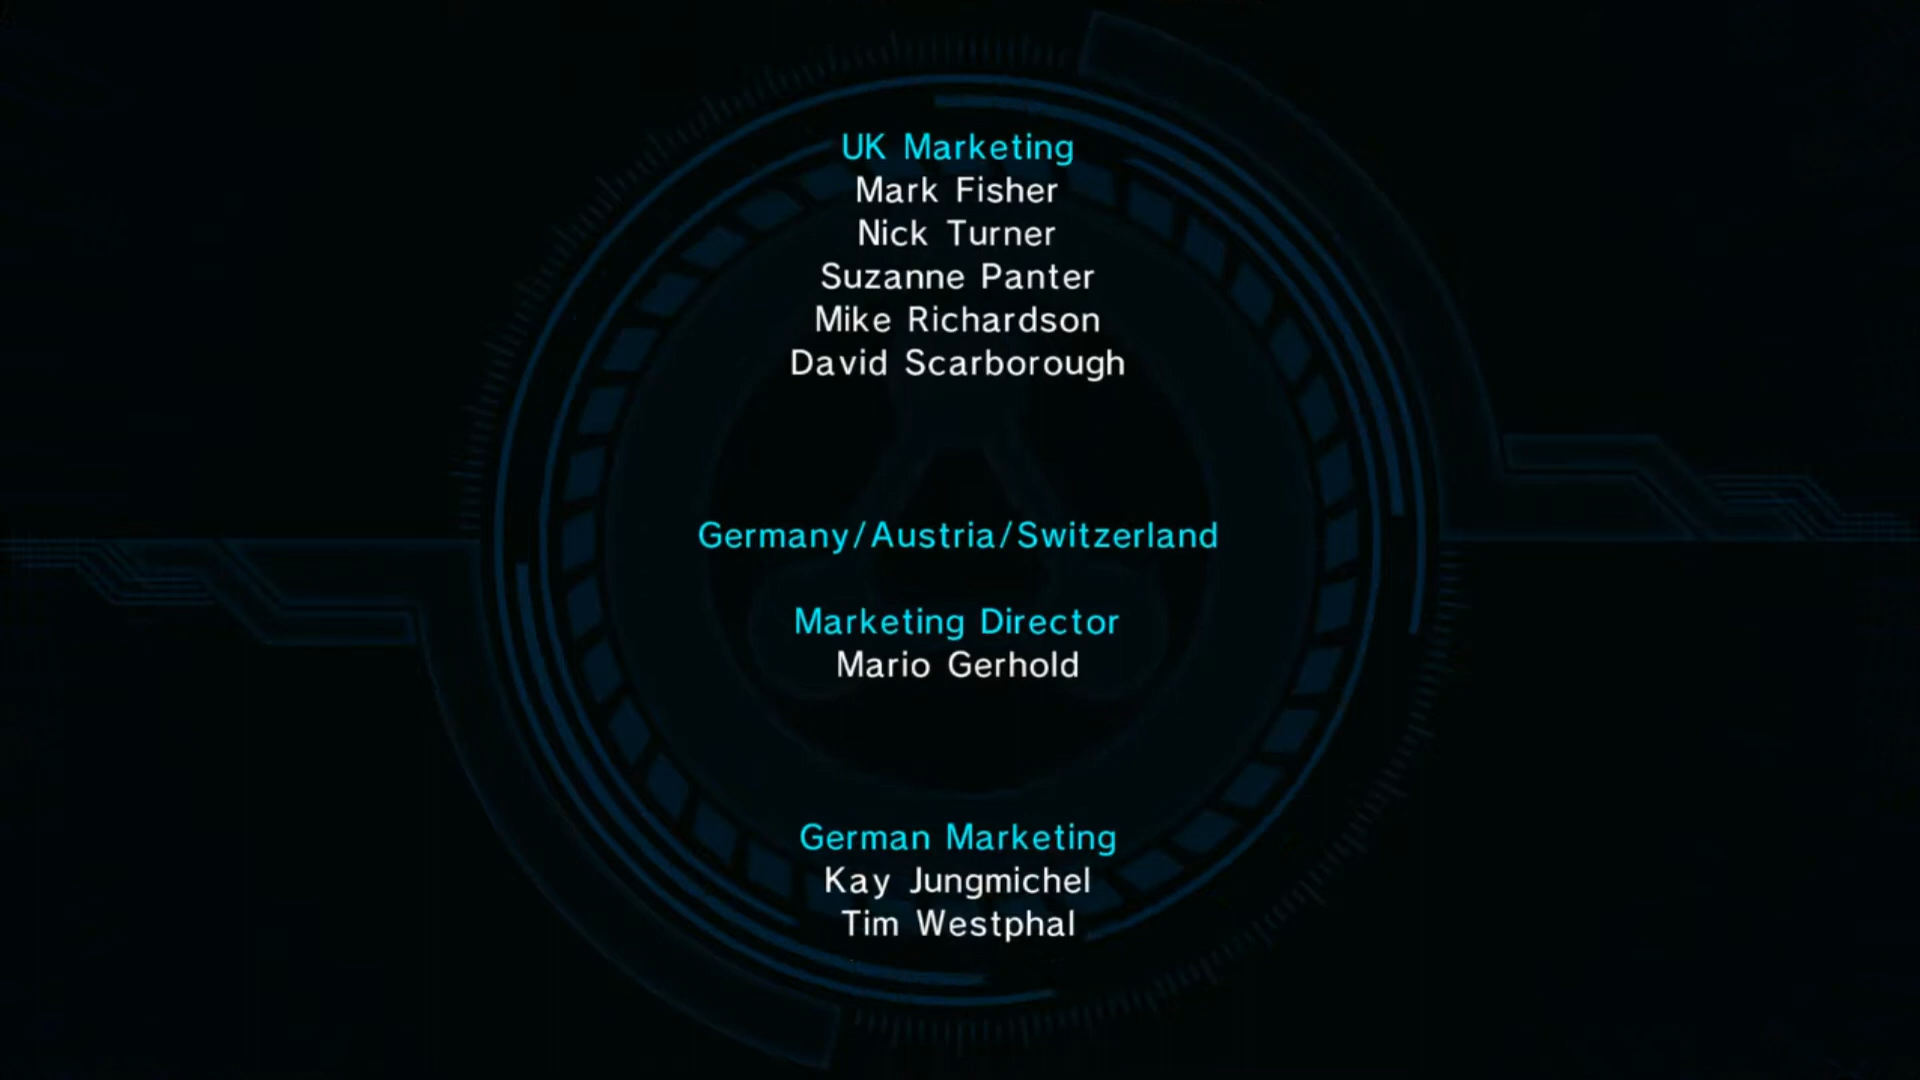 UK Marketing
Mark Fisher
Nick Turner
Suzanne Panter
Mike Richardson
David Scarborough
Germany/Austria/Switzerland
Marketing Director
Mario Gerhold
German Marketing
Kay Jungmichel
Tim Westphal